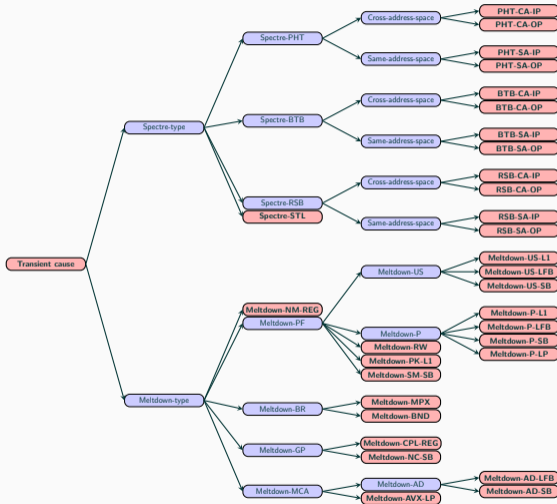 Transient cause
Spectre-type
Spectre-PHT
Cross-address-space
PHT-CA-IP
PHT-CA-OP
Same-address-space
PHT-SA-IP
PHT-SA-OP
Spectre-BTB
Cross-address-space
BTB-CA-IP
BTB-CA-OP
Same-address-space
BTB-SA-IP
BTB-SA-OP
Spectre-RSB
Cross-address-space
RSB-CA-IP
RSB-CA-OP
Same-address-space
RSB-SA-IP
RSB-SA-OP
Spectre-STL
Meltdown-type
Meltdown-NM-REG
Meltdown-PF
Meltdown-US
Meltdown-US-L1
Meltdown-US-LFB
Meltdown-US-SB
Meltdown-P
Meltdown-P-L1
Meltdown-P-LFB
Meltdown-P-SB
Meltdown-P-LP
Meltdown-RW
Meltdown-PK-L1
Meltdown-SM-SB
Meltdown-BR
Meltdown-MPX
Meltdown-BND
Meltdown-GP
Meltdown-CPL-REG
Meltdown-NC-SB
Meltdown-MCA
Meltdown-AD
Meltdown-AD-LFB
Meltdown-AD-SB
Meltdown-AVX-LP